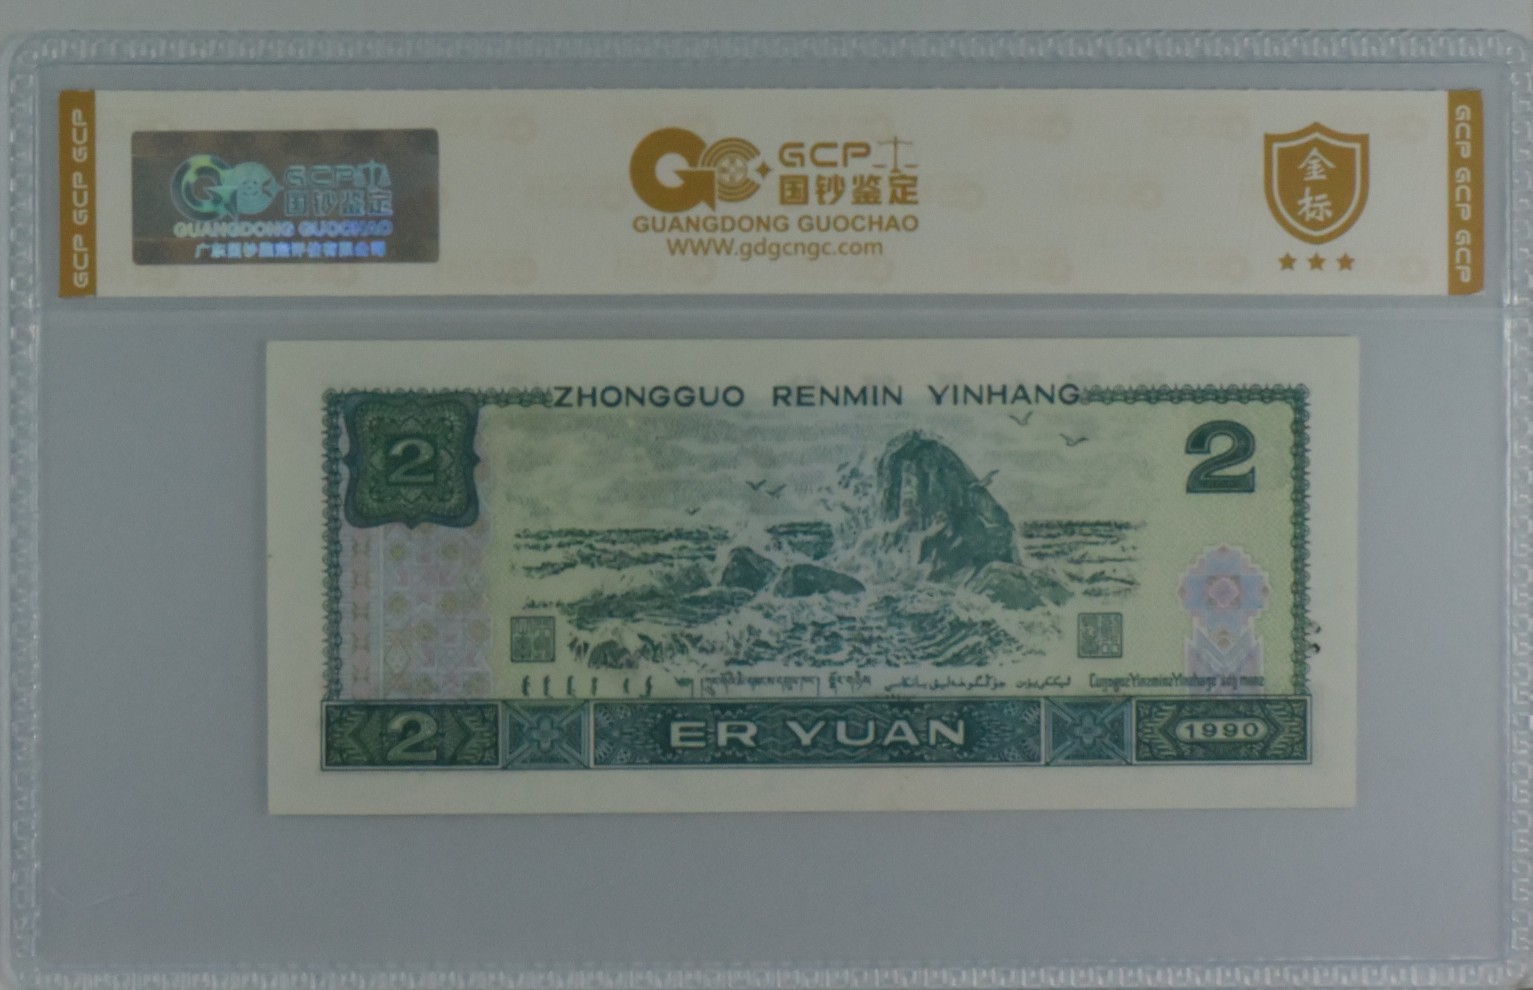 GCP GCP GCP
GCP
国钞鉴定
GUANGDONG GUOCHAO
广东国钞鉴定评估有限公司
GCP
国钞鉴定
GUANGDONG GUOCHAO
WWW.gdgcngc.com
金标
GCP GCP GCP
ZHONGGUO RENMIN YINHANG
2
2
2
ER YUAN
1990